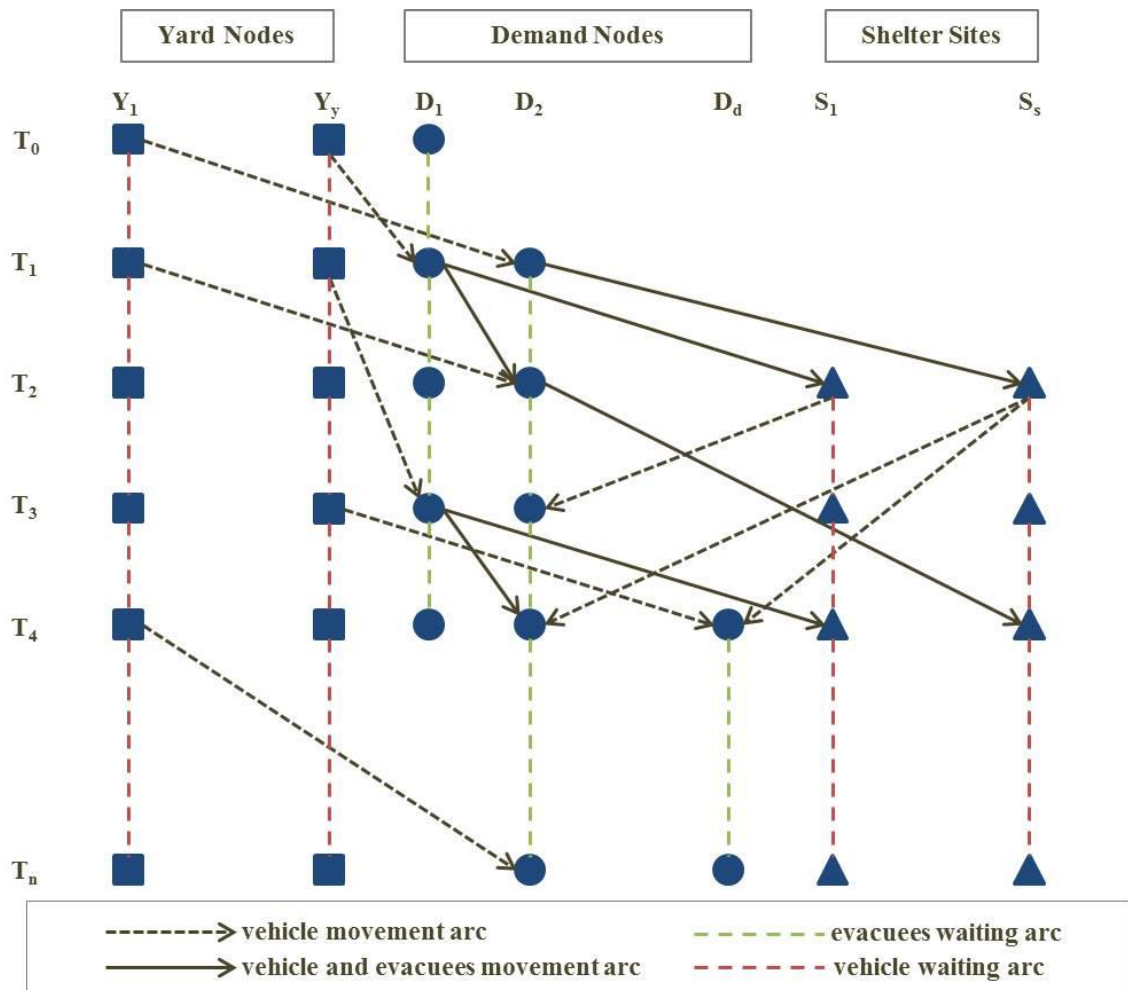 Yard Nodes Demand Nodes Shelter Sites
Y1 Yy D1 D2 Dd S1 Ss
T0
T1
T2
T3
T4
Tn
vehicle movement arc evacuees waiting arc
vehicle and evacuees movement arc vehicle waiting arc